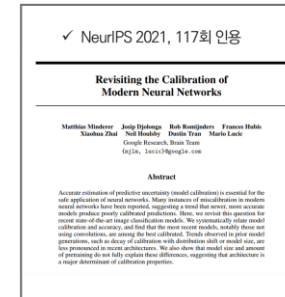 ✓ NeurIPS 2021, 117회 인용
Revisiting the Calibration of
Modern Neural Networks
Matthias Minderer Josip Djolonga Rob Romijnders Frances Hubis
Xiaohua Zhai Neil Houlsby Dustin Tran Mario Lucic
Google Research, Brain Team
{mjlm, lucic}@google.com
Abstract
Accurate estimation of predictive uncertainty (model calibration) is essential for the
safe application of neural networks. Many instances of miscalibration in modern
neural networks have been reported, suggesting a trend that newer, more accurate
models produce poorly calibrated predictions. Here, we revisit this question for
recent state-of-the-art image classification models. We systematically relate model
calibration and accuracy, and find that the most recent models, notably those not
using convolutions, are among the best calibrated. Trends observed in prior model
generations, such as decay of calibration with distribution shift or model size, are
less pronounced in recent architectures. We also show that model size and amount
of pretraining do not fully explain these differences, suggesting that architecture is
a major determinant of calibration properties.